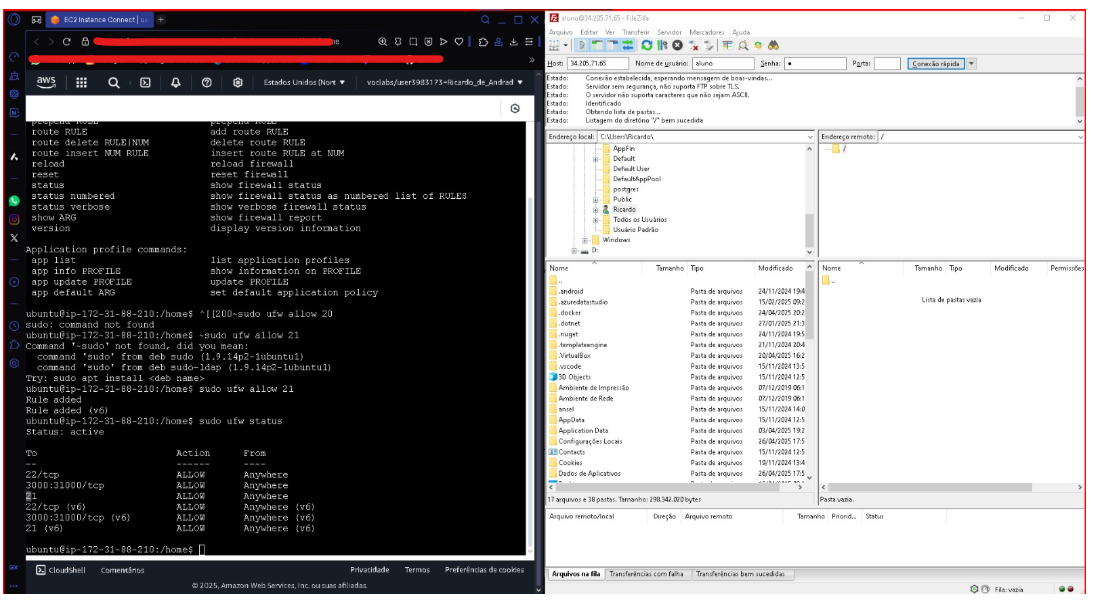 EC2 Instance Connect | us
aws
Estados Unidos (Nort ▼
voclabs/user3983173=Ricardo_de_Andrad ▼
prepend RULE prepend RULE
route RULE add route RULE
route delete RULE|NUM delete route RULE
route insert NUM RULE insert route RULE at NUM
reload reload firewall
reset reset firewall
status show firewall status
status numbered show firewall status as numbered list of RULES
status verbose show verbose firewall status
show ARG show firewall report
version display version information
Application profile commands:
app list list application profiles
app info PROFILE show information on PROFILE
app update PROFILE update PROFILE
app default ARG set default application policy
ubuntu@ip-172-31-88-210:/home$ ^[[200~sudo ufw allow 20
sudo: command not found
ubuntu@ip-172-31-88-210:/home$ ~sudo ufw allow 21
Command '~sudo' not found, did you mean:
command 'sudo' from deb sudo (1.9.14p2-1ubuntu1)
command 'sudo' from deb sudo-ldap (1.9.14p2-1ubuntu1)
Try: sudo apt install <deb name>
ubuntu@ip-172-31-88-210:/home$ sudo ufw allow 21
Rule added
Rule added (v6)
ubuntu@ip-172-31-88-210:/home$ sudo ufw status
Status: active
To Action From
-- ------ ----
22/tcp ALLOW Anywhere
3000:31000/tcp ALLOW Anywhere
21 ALLOW Anywhere
22/tcp (v6) ALLOW Anywhere (v6)
3000:31000/tcp (v6) ALLOW Anywhere (v6)
21 (v6) ALLOW Anywhere (v6)
ubuntu@ip-172-31-88-210:/home$
CloudShell Comentários Privacidade Termos Preferências de cookies
© 2025, Amazon Web Services, Inc. ou suas afiliadas.
aluno@34.205.71.65 - FileZilla
Arquivo Editar Ver Transferir Servidor Marcadores Ajuda
Host: 34.205.71.65 Nome de usuário: aluno Senha: ● Porta: Conexão rápida
Estado: Conexão estabelecida, esperando mensagem de boas-vindas...
Estado: Servidor sem segurança, não suporta FTP sobre TLS.
Estado: O servidor não suporta caracteres que não sejam ASCII.
Estado: Identificado
Estado: Obtendo lista de pastas...
Estado: Listagem do diretório "/" bem sucedida
Endereço local: C:\Users\Ricardo\
AppFin
Default
Default User
DefaultAppPool
postgres
Public
Ricardo
Todos os Usuários
Usuário Padrão
Windows
D:
Endereço remoto: /
/
Nome Tamanho Tipo Modificado
..
.android Pasta de arquivos 24/11/2024 19:4
.azuredatastudio Pasta de arquivos 15/02/2025 09:2
.docker Pasta de arquivos 24/04/2025 20:2
.dotnet Pasta de arquivos 27/01/2025 21:3
.nuget Pasta de arquivos 24/11/2024 19:5
.templateengine Pasta de arquivos 21/11/2024 20:4
.VirtualBox Pasta de arquivos 20/04/2025 16:2
.vscode Pasta de arquivos 15/11/2024 13:5
3D Objects Pasta de arquivos 15/11/2024 12:5
Ambiente de Impressão Pasta de arquivos 07/12/2019 06:1
Ambiente de Rede Pasta de arquivos 07/12/2019 06:1
ansel Pasta de arquivos 15/11/2024 14:0
AppData Pasta de arquivos 15/11/2024 12:5
Application Data Pasta de arquivos 03/04/2025 19:2
Configurações Locais Pasta de arquivos 26/04/2025 17:5
Contacts Pasta de arquivos 15/11/2024 12:5
Cookies Pasta de arquivos 19/11/2024 13:4
Dados de Aplicativos Pasta de arquivos 26/04/2025 17:5
17 arquivos e 38 pastas. Tamanho: 298.342.020 bytes
Nome Tamanho Tipo Modificado Permissões
..
Lista de pastas vazia
Pasta vazia.
Arquivo remoto/local Direção Arquivo remoto Tamanho Priorid... Status
Arquivos na fila Transferências com falha Transferências bem sucedidas
Fila: vazia